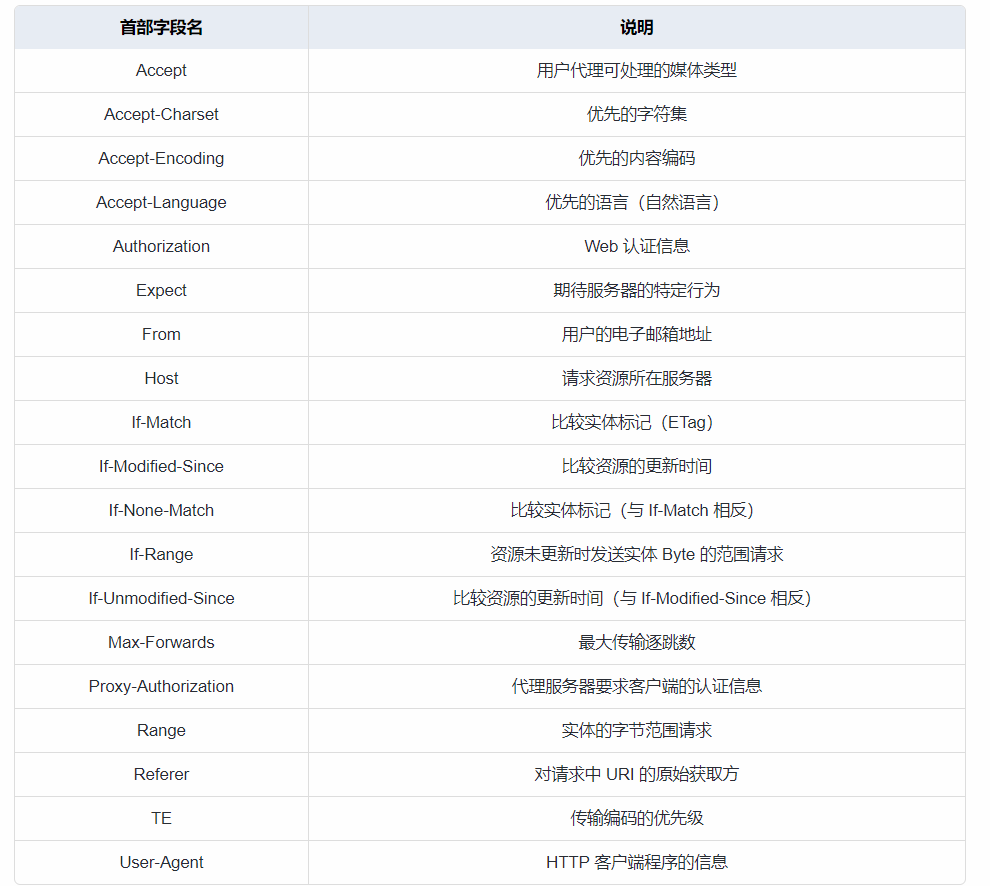 首部字段名 说明
Accept 用户代理可处理的媒体类型
Accept-Charset 优先的字符集
Accept-Encoding 优先的内容编码
Accept-Language 优先的语言（自然语言）
Authorization Web 认证信息
Expect 期待服务器的特定行为
From 用户的电子邮箱地址
Host 请求资源所在服务器
If-Match 比较实体标记（ETag）
If-Modified-Since 比较资源的更新时间
If-None-Match 比较实体标记（与 If-Match 相反）
If-Range 资源未更新时发送实体 Byte 的范围请求
If-Unmodified-Since 比较资源的更新时间（与 If-Modified-Since 相反）
Max-Forwards 最大传输逐跳数
Proxy-Authorization 代理服务器要求客户端的认证信息
Range 实体的字节范围请求
Referer 对请求中 URI 的原始获取方
TE 传输编码的优先级
User-Agent HTTP 客户端程序的信息